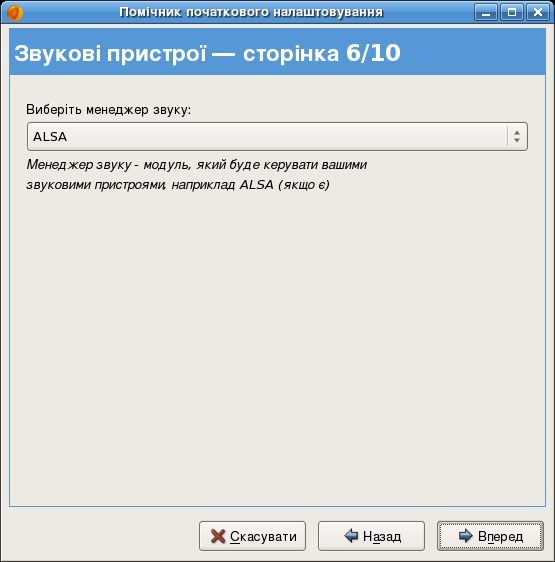 Помічник початкового налаштовування
Звукові пристрої — сторінка 6/10
Виберіть менеджер звуку:
ALSA
Менеджер звуку - модуль, який буде керувати вашими
звуковими пристроями, наприклад ALSA (якщо є)
Скасувати
Назад
Вперед